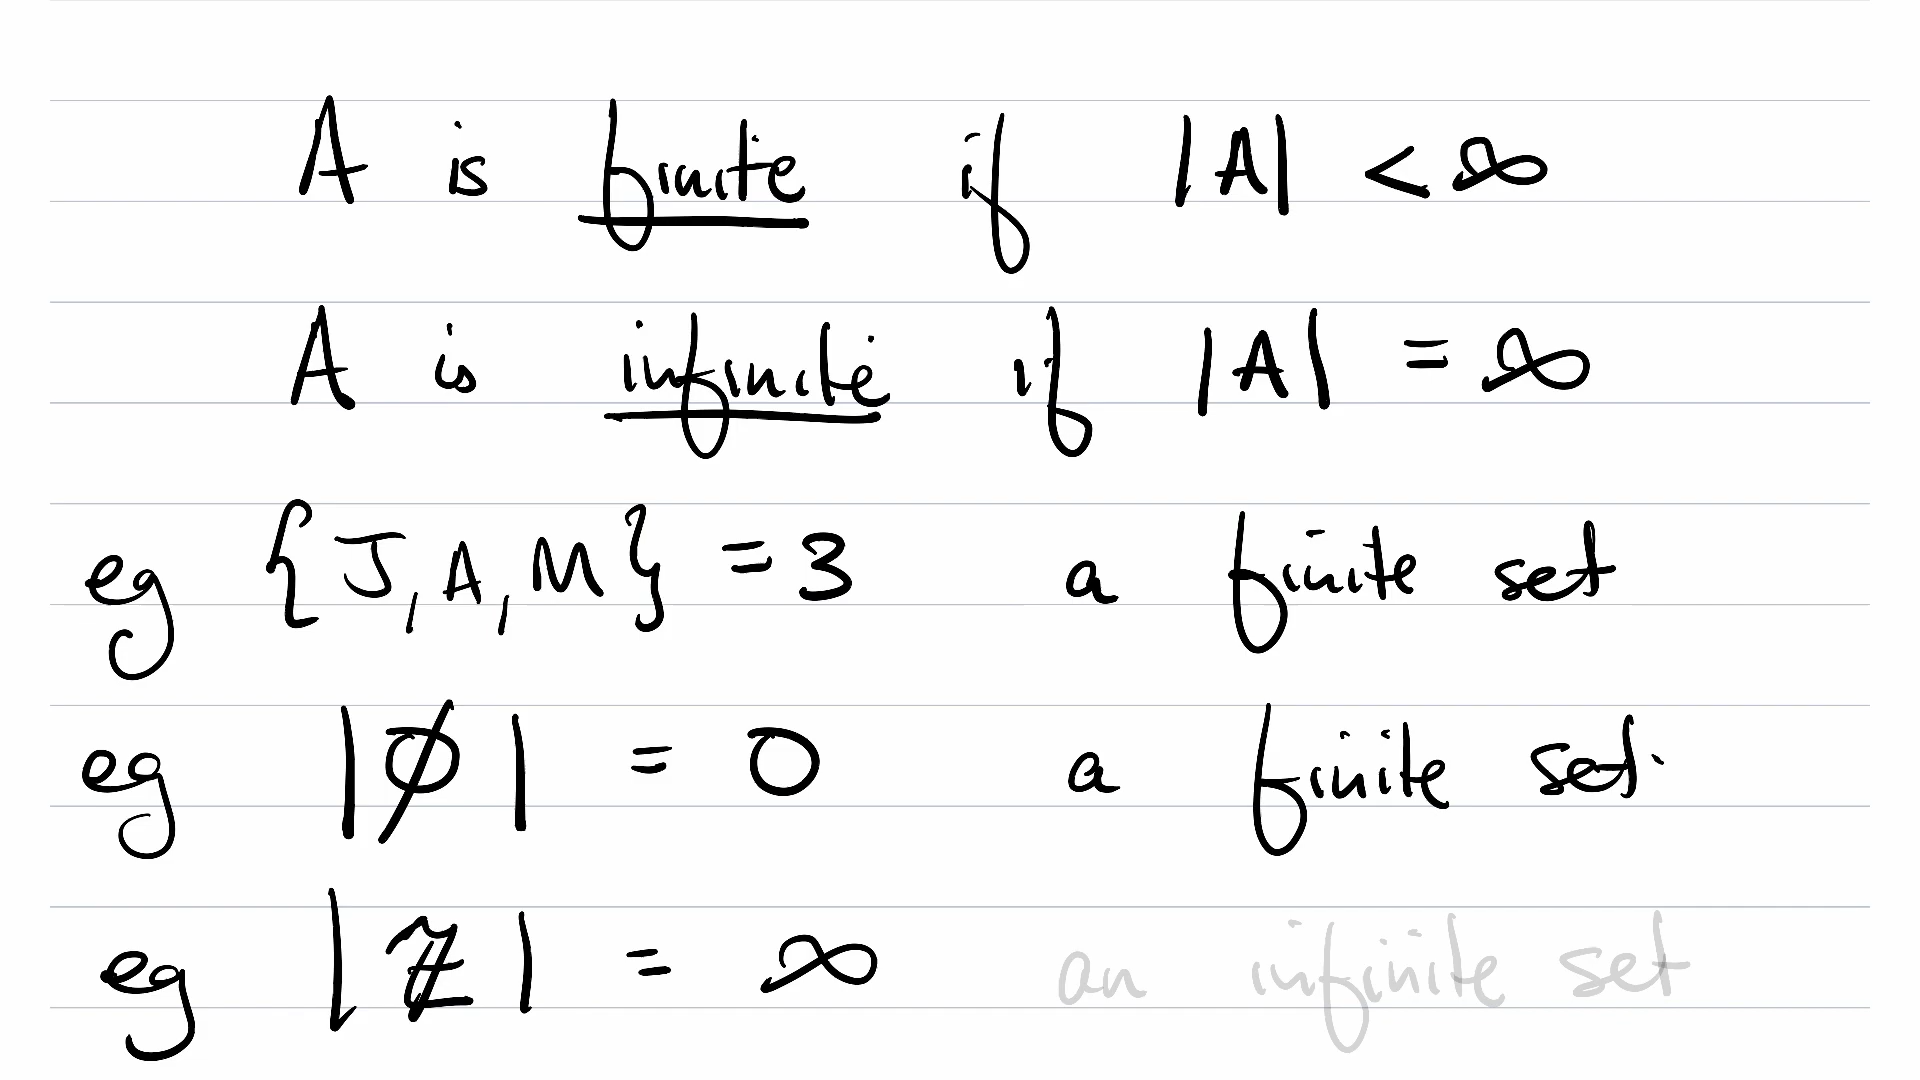 A is finite if |A| < ∞
A is infinite if |A| = ∞
eg {J, A, M} = 3 a finite set
eg |∅| = 0 a finite set.
eg |ℤ| = ∞ an infinite set